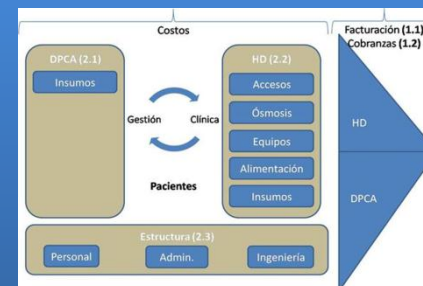 Costos
Facturación (1.1)
Cobranzas (1.2)
DPCA (2.1)
Insumos
Gestión
Clínica
Pacientes
HD (2.2)
Accesos
Ósmosis
Equipos
Alimentación
Insumos
HD
DPCA
Estructura (2.3)
Personal
Admin.
Ingeniería